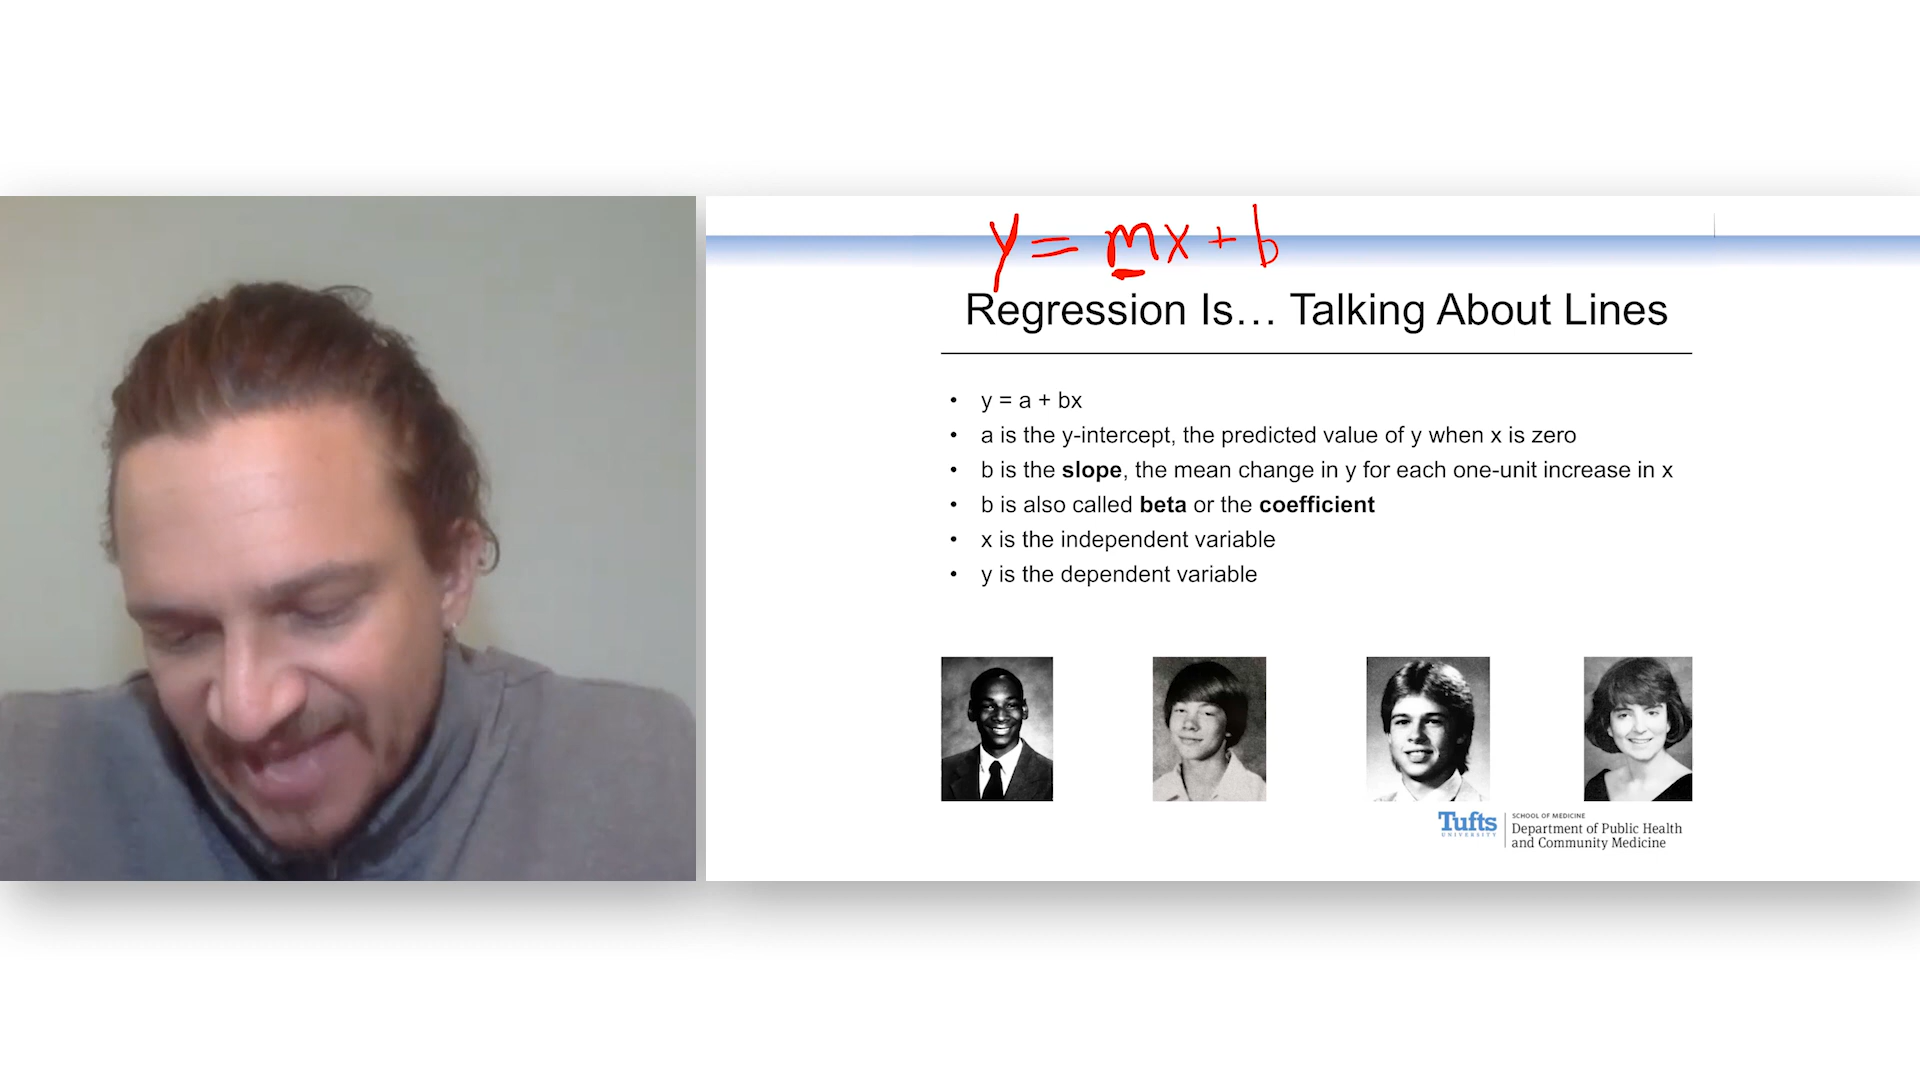 y = mx + b
Regression Is… Talking About Lines
• y = a + bx
• a is the y-intercept, the predicted value of y when x is zero
• b is the slope, the mean change in y for each one-unit increase in x
• b is also called beta or the coefficient
• x is the independent variable
• y is the dependent variable
Tufts
UNIVERSITY
SCHOOL OF MEDICINE
Department of Public Health
and Community Medicine